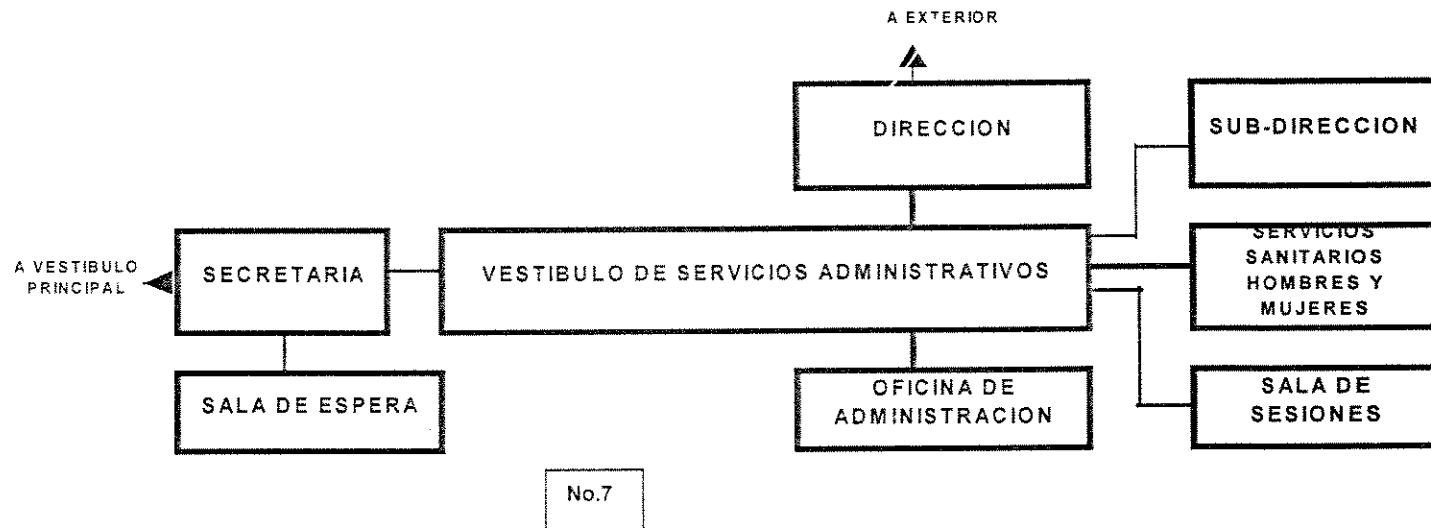 A EXTERIOR
DIRECCION
SUB-DIRECCION
A VESTIBULO
PRINCIPAL
SECRETARIA
VESTIBULO DE SERVICIOS ADMINISTRATIVOS
SERVICIOS
SANITARIOS
HOMBRES Y
MUJERES
SALA DE ESPERA
OFICINA DE
ADMINISTRACION
SALA DE
SESIONES
No.7